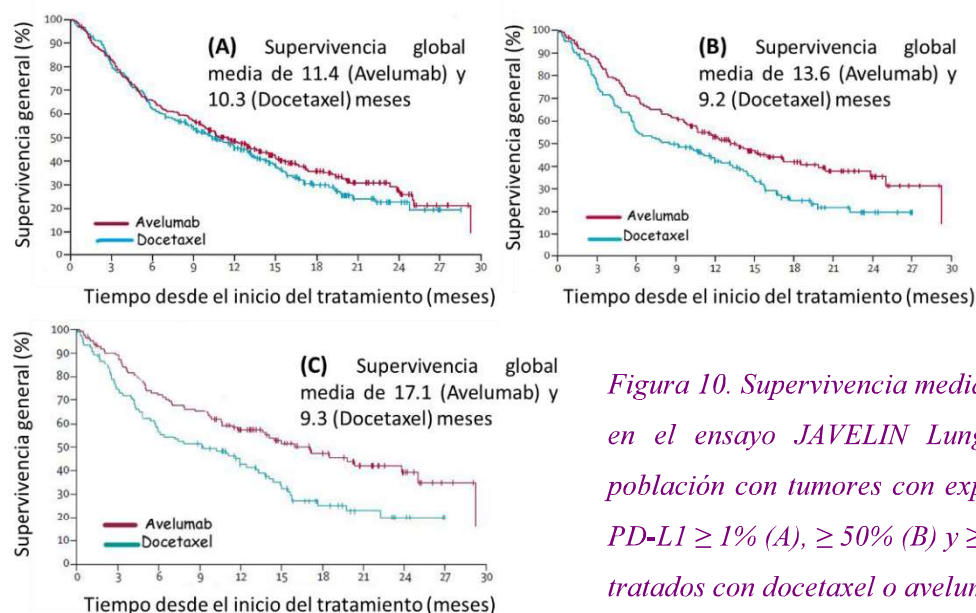 Supervivencia general (%)
100
90
80
70
60
50
40
30
20
10
0
(A) Supervivencia global
media de 11.4 (Avelumab) y
10.3 (Docetaxel) meses
Avelumab
Docetaxel
0 3 6 9 12 15 18 21 24 27 30
Tiempo desde el inicio del tratamiento (meses)
Supervivencia general (%)
100
90
80
70
60
50
40
30
20
10
0
(B) Supervivencia global
media de 13.6 (Avelumab) y
9.2 (Docetaxel) meses
Avelumab
Docetaxel
0 3 6 9 12 15 18 21 24 27 30
Tiempo desde el inicio del tratamiento (meses)
Supervivencia general (%)
100
90
80
70
60
50
40
30
20
10
0
(C) Supervivencia global
media de 17.1 (Avelumab) y
9.3 (Docetaxel) meses
Avelumab
Docetaxel
0 3 6 9 12 15 18 21 24 27 30
Tiempo desde el inicio del tratamiento (meses)
Figura 10. Supervivencia media
en el ensayo JAVELIN Lung
población con tumores con exp
PD-L1 ≥ 1% (A), ≥ 50% (B) y ≥
tratados con docetaxel o avelum